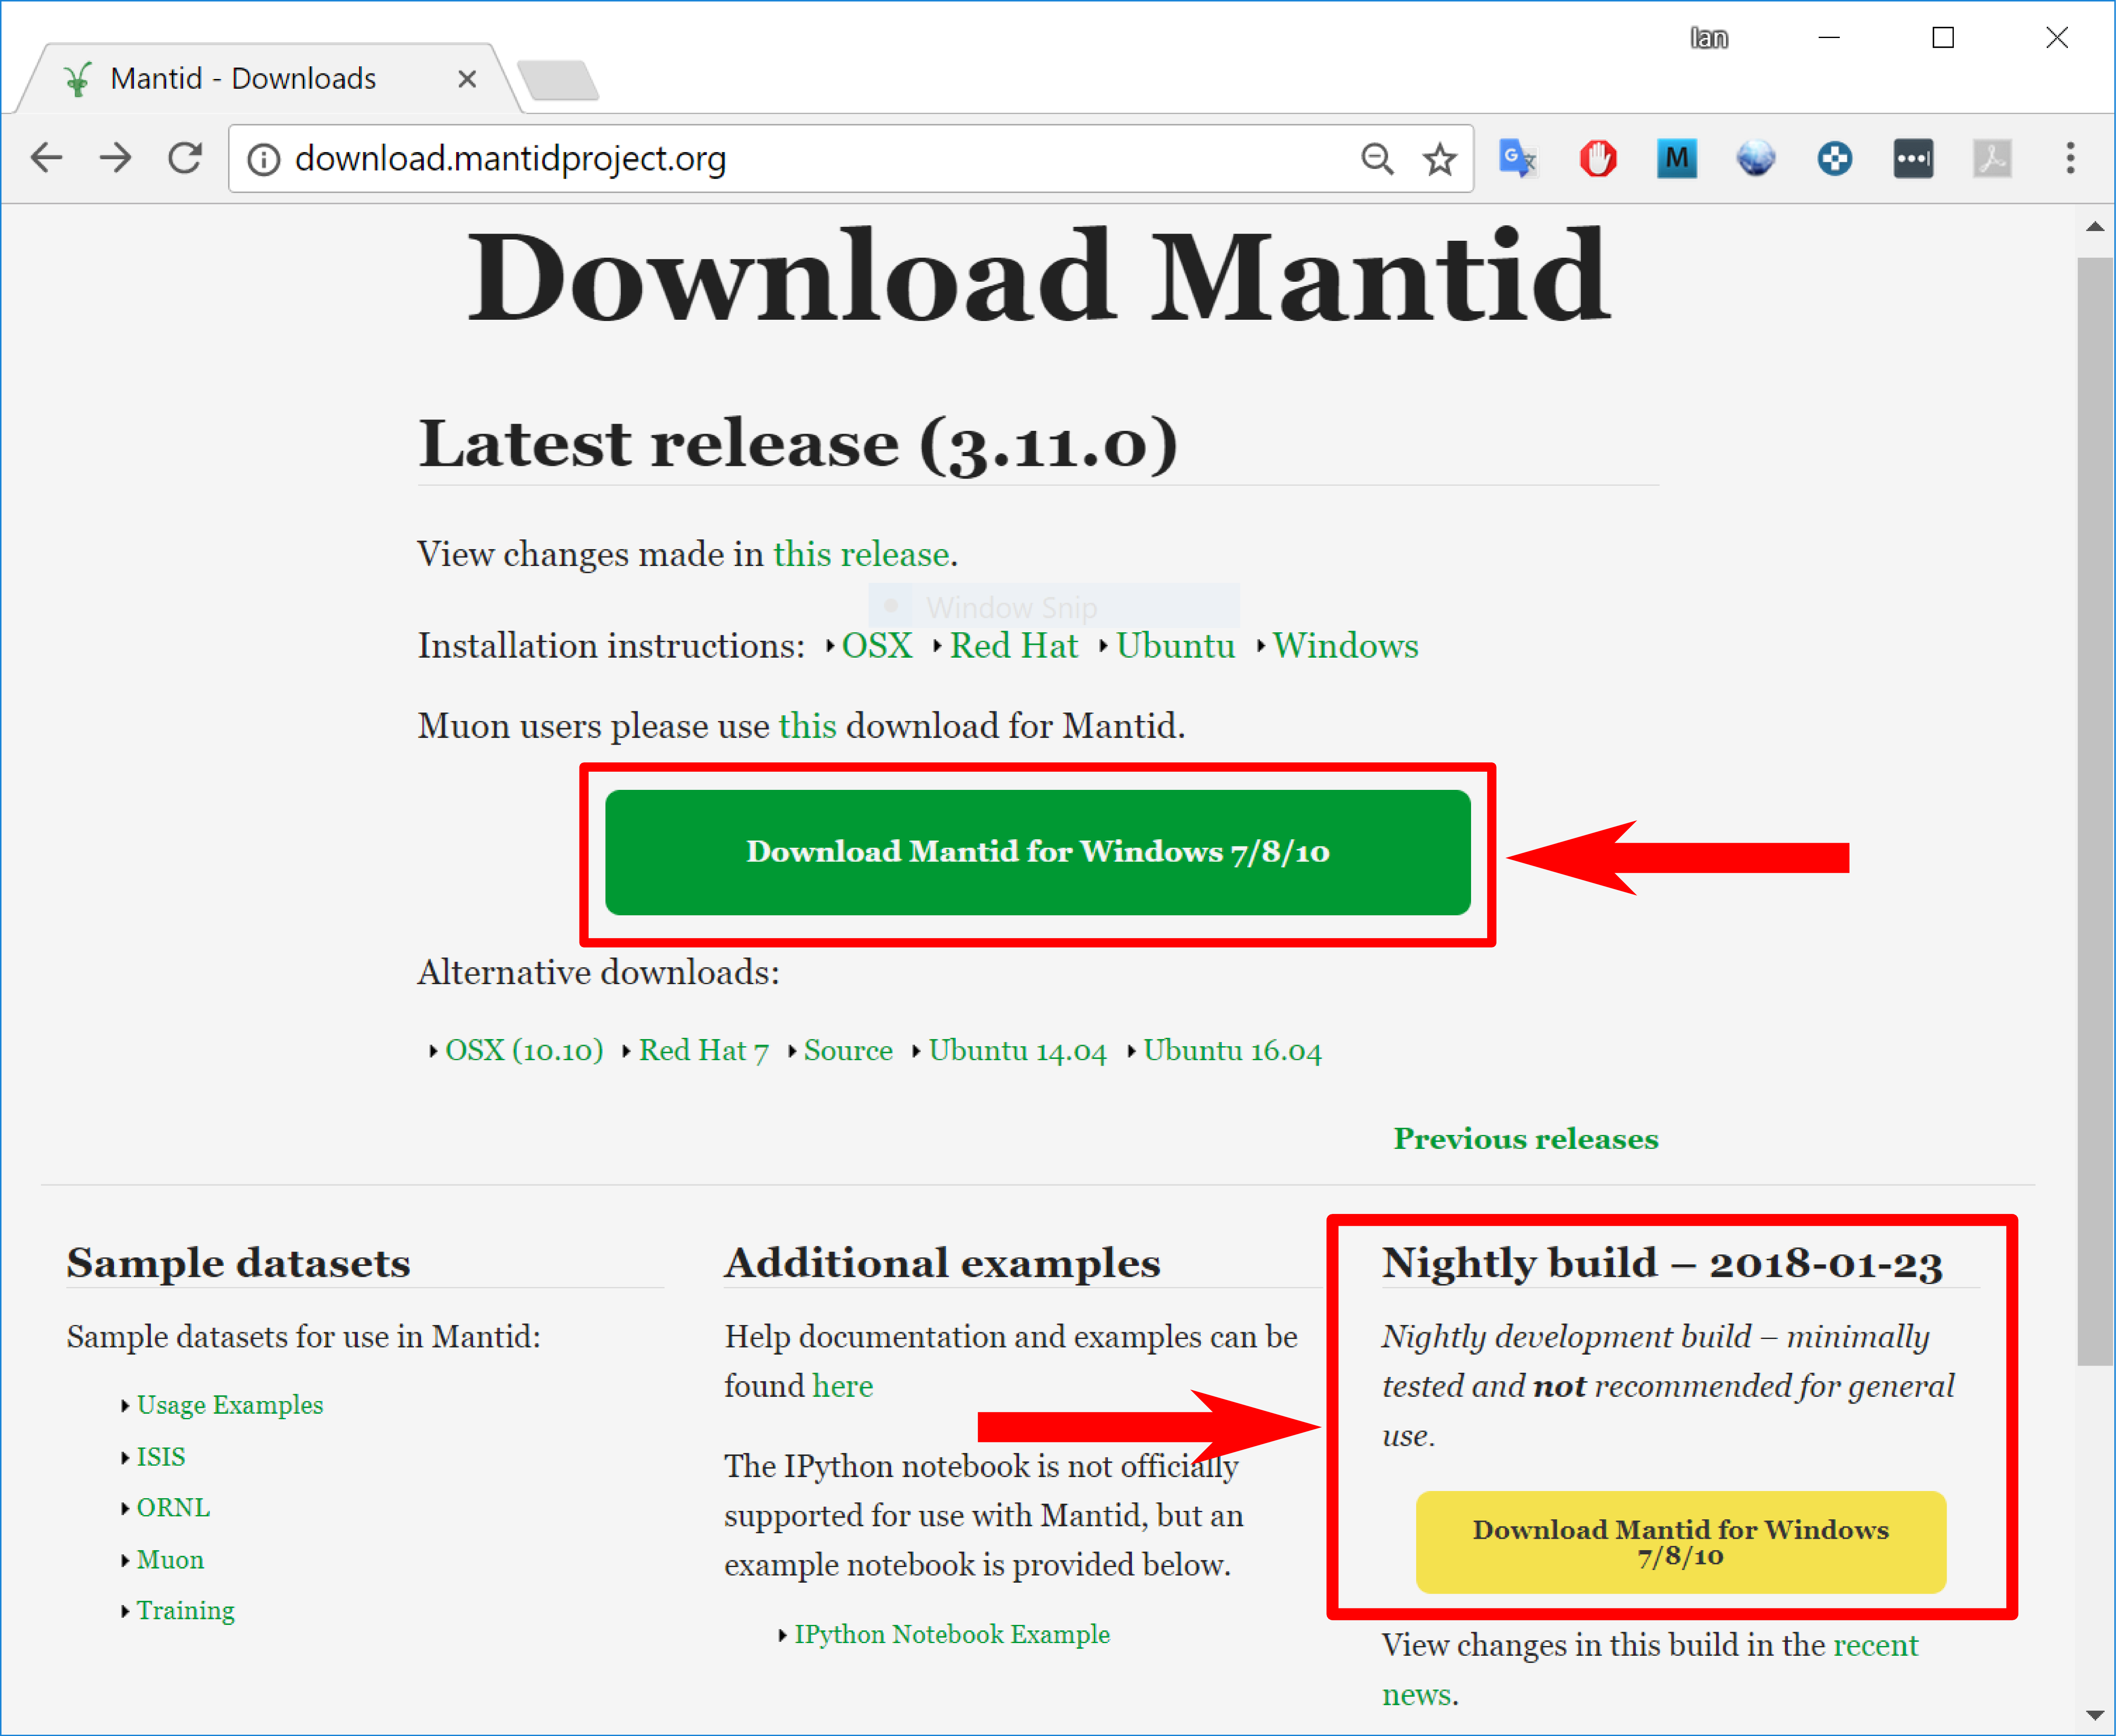 Ian
Mantid - Downloads
download.mantidproject.org
M
Download Mantid
Latest release (3.11.0)
View changes made in this release.
Window Snip
Installation instructions: OSX Red Hat Ubuntu Windows
Muon users please use this download for Mantid.
Download Mantid for Windows 7/8/10
Alternative downloads:
OSX (10.10) Red Hat 7 Source Ubuntu 14.04 Ubuntu 16.04
Previous releases
Sample datasets
Sample datasets for use in Mantid:
Usage Examples
ISIS
ORNL
Muon
Training
Additional examples
Help documentation and examples can be
found here
The IPython notebook is not officially
supported for use with Mantid, but an
example notebook is provided below.
IPython Notebook Example
Nightly build – 2018-01-23
Nightly development build – minimally
tested and not recommended for general
use.
Download Mantid for Windows
7/8/10
View changes in this build in the recent
news.